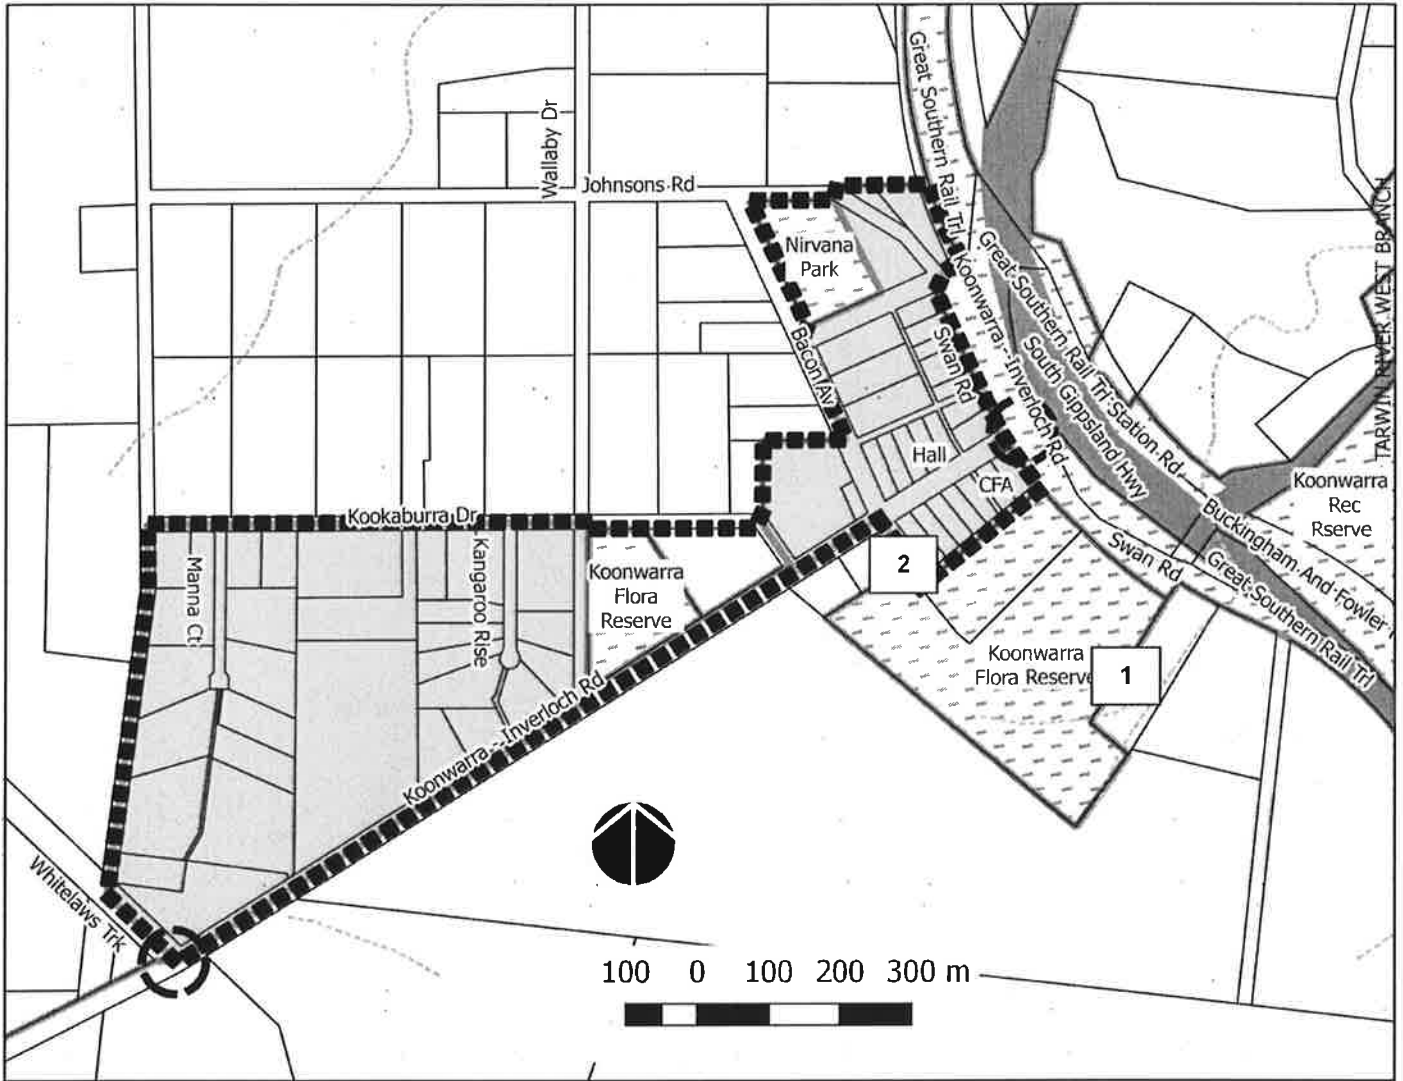 Great Southern Rail Trl
Wallaby Dr
Johnsons Rd
TARWIN RIVER WEST BRANCH
Nirvana
Park
Great Southern Rail Trl
Station Rd
Koonwarra - Inverloch Rd
South Gippsland Hwy
Bacon Av
Swan Rd
Hall
CFA
Koonwarra
Rec
Rserve
Buckingham And Fowler
Kookaburra Dr
Manna Ct
Kangaroo Rise
Koonwarra
Flora
Reserve
2
Swan Rd
Great Southern Rail Trl
Koonwarra
Flora Reserve
1
Koonwarra - Inverloch Rd
Whitelaws Trk
100 0 100 200 300 m